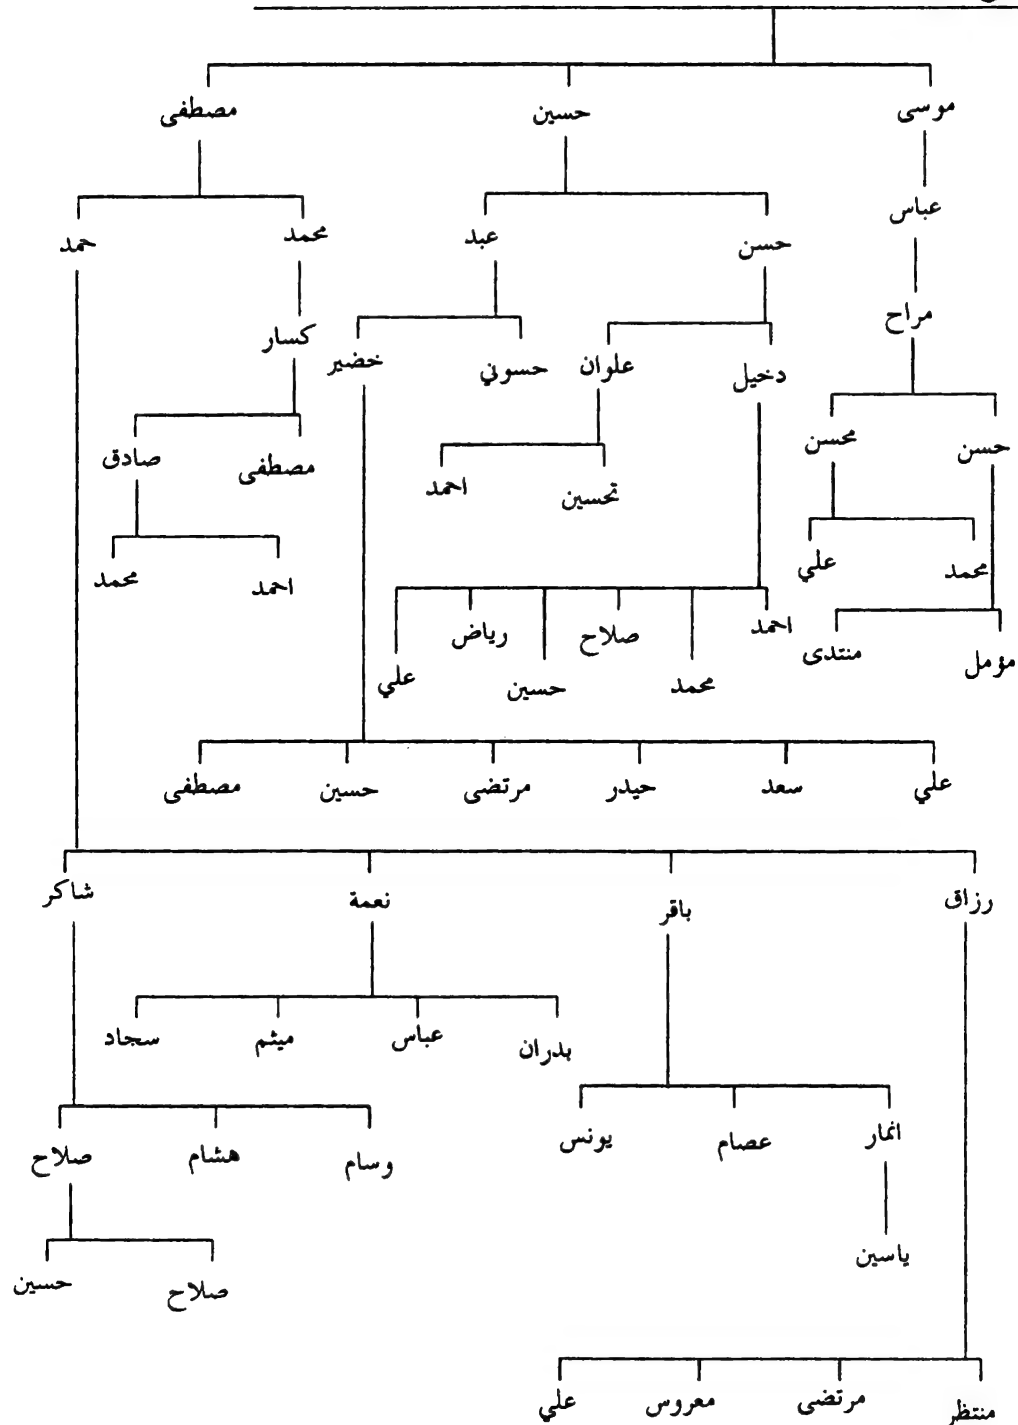 موسى حسين مصطفى
عباس
حسن عبد محمد حمد
مراح
كسار
دخيل علوان حسوني خضير
حسن محسن
مصطفى صادق
تحسين احمد
محمد علي
احمد محمد
احمد صلاح رياض
مؤمل منتدى
محمد حسين علي
علي سعد حيدر مرتضى حسين مصطفى
رزاق باقر نعمة شاكر
بدران عباس ميثم سجاد
انمار عصام يونس
وسام هشام صلاح
ياسين
صلاح حسين
منتظر مرتضى معروس علي